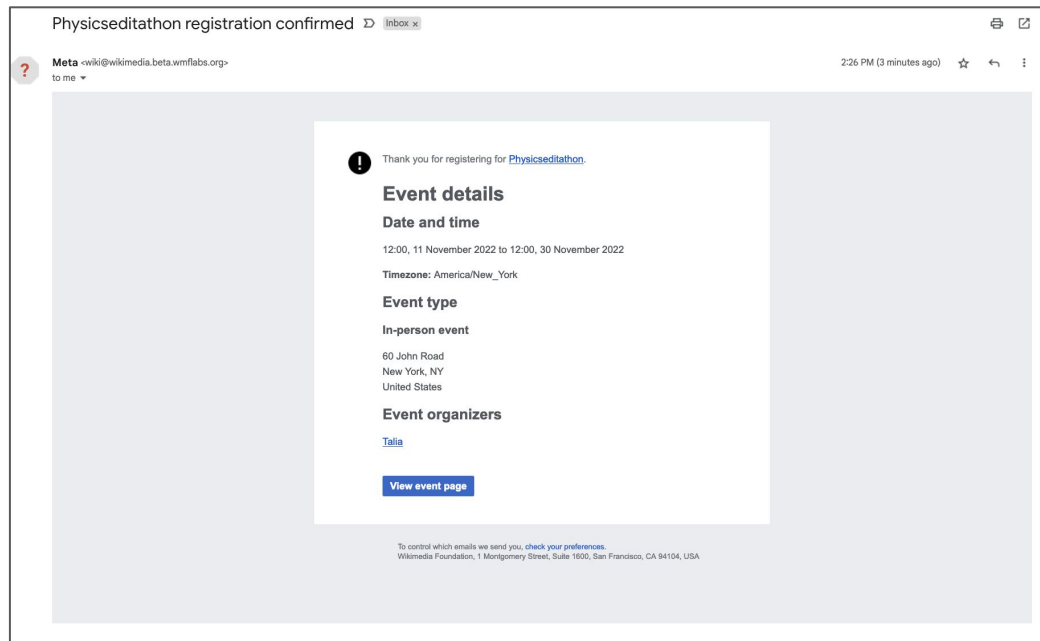 Physicseditathon registration confirmed Inbox x
Meta <wiki@wikimedia.beta.wmflabs.org> 2:26 PM (3 minutes ago)
to me
?
!
Thank you for registering for Physicseditathon.
Event details
Date and time
12:00, 11 November 2022 to 12:00, 30 November 2022
Timezone: America/New_York
Event type
In-person event
60 John Road
New York, NY
United States
Event organizers
Talia
View event page
To control which emails we send you, check your preferences.
Wikimedia Foundation, 1 Montgomery Street, Suite 1600, San Francisco, CA 94104, USA